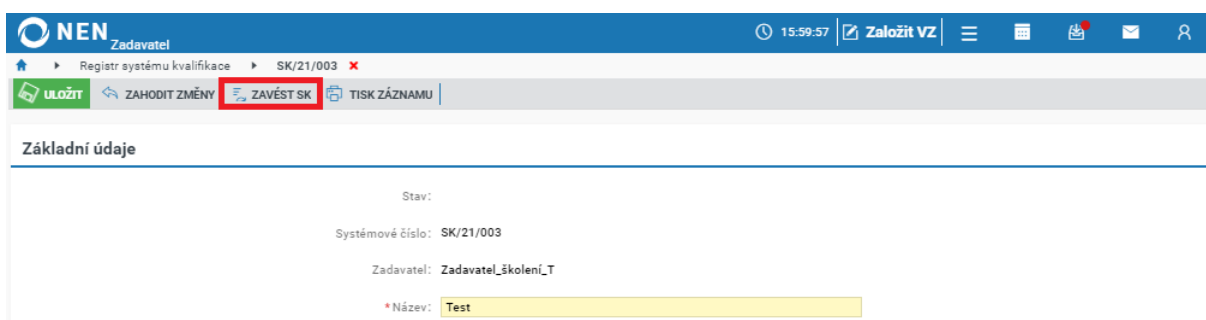 NEN Zadavatel 15:59:57 Založit VZ
Registr systému kvalifikace SK/21/003
ULOŽIT ZAHODIT ZMĚNY ZAVÉST SK TISK ZÁZNAMU
Základní údaje
Stav:
Systémové číslo: SK/21/003
Zadavatel: Zadavatel_školení_T
*Název: Test